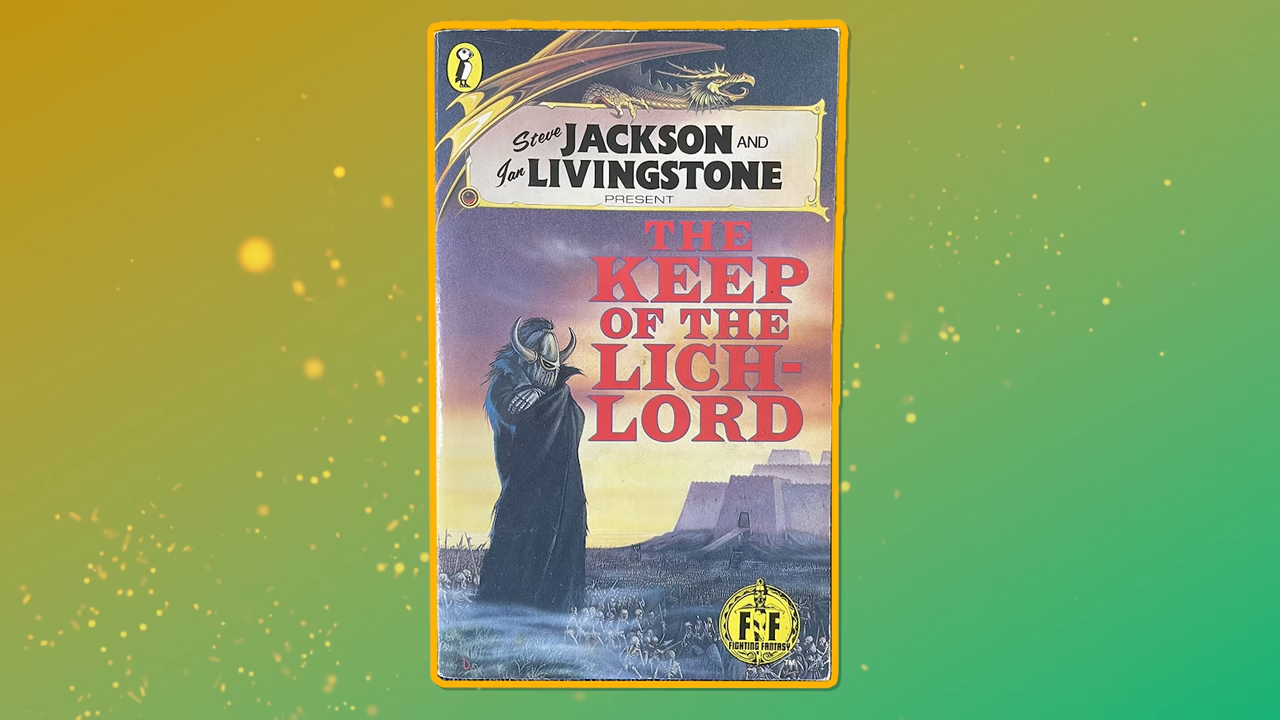 Steve JACKSON AND
Ian LIVINGSTONE
PRESENT
THE
KEEP
OF THE
LICH-
LORD
FF
FIGHTING FANTASY